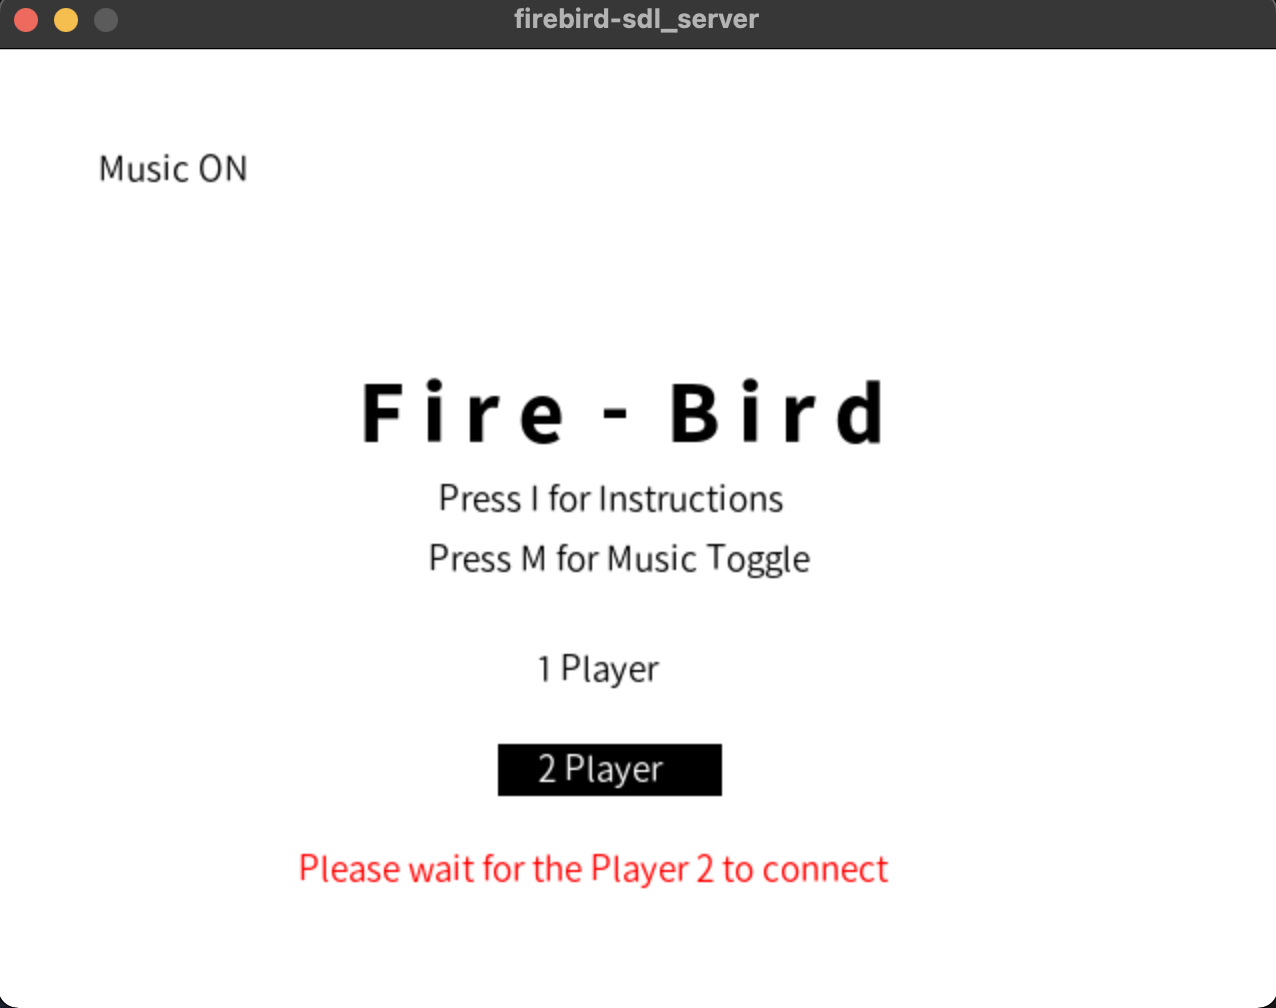 firebird-sdl_server
Music ON
Fire - Bird
Press I for Instructions
Press M for Music Toggle
1 Player
2 Player
Please wait for the Player 2 to connect